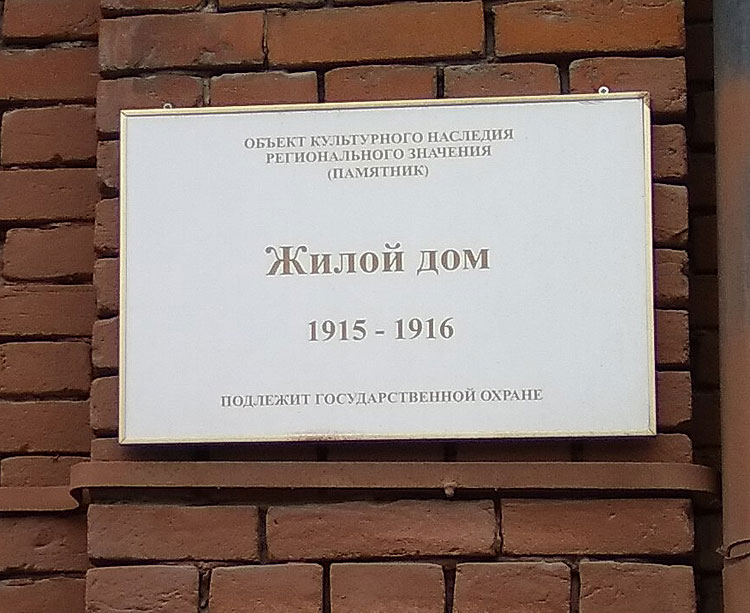 ОБЪЕКТ КУЛЬТУРНОГО НАСЛЕДИЯ
РЕГИОНАЛЬНОГО ЗНАЧЕНИЯ
(ПАМЯТНИК)
Жилой дом
1915 - 1916
ПОДЛЕЖИТ ГОСУДАРСТВЕННОЙ ОХРАНЕ